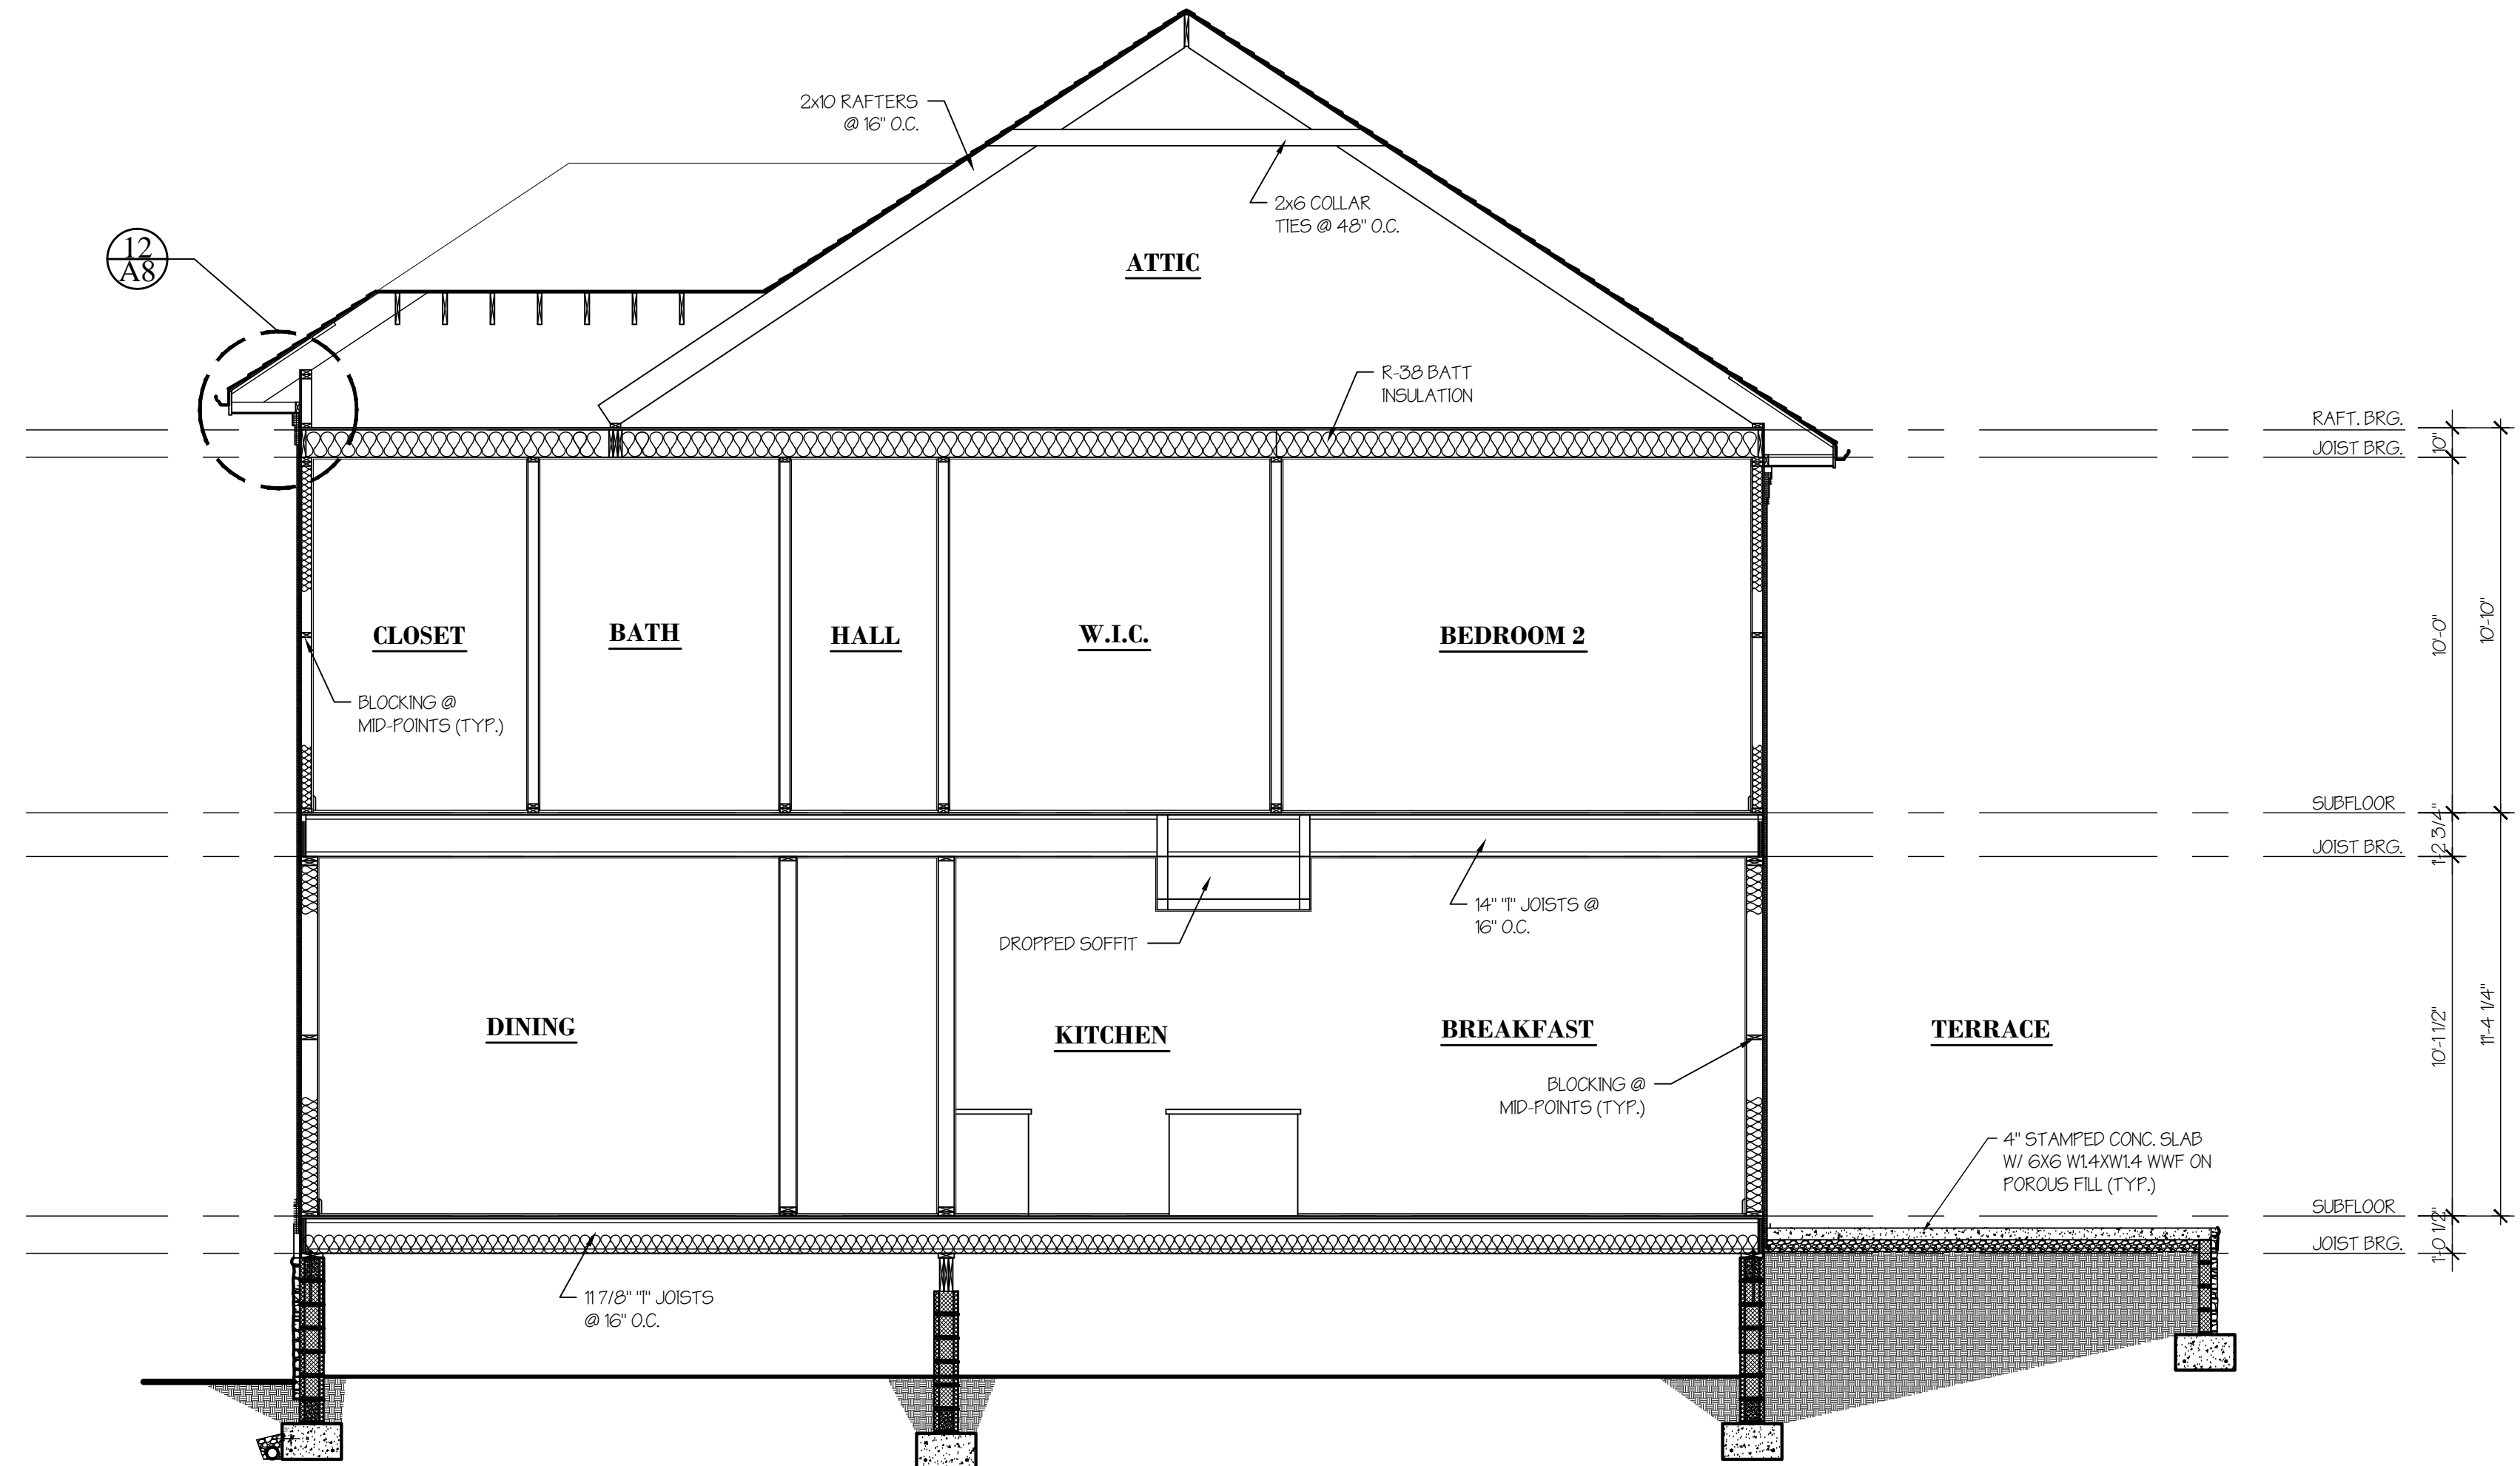 2x10 RAFTERS
@ 16" O.C.
2x6 COLLAR
TIES @ 48" O.C.
12
A8
ATTIC
R-38 BATT
INSULATION
RAFT. BRG.
JOIST BRG.
10"
CLOSET
BATH
HALL
W.I.C.
BEDROOM 2
10'-0"
10'-10"
BLOCKING @
MID-POINTS (TYP.)
SUBFLOOR
JOIST BRG.
1'-2 3/4"
14" "I" JOISTS @
16" O.C.
DROPPED SOFFIT
DINING
KITCHEN
BREAKFAST
TERRACE
10'-1 1/2"
11'-4 1/4"
BLOCKING @
MID-POINTS (TYP.)
4" STAMPED CONC. SLAB
W/ 6X6 W1.4XW1.4 WWF ON
POROUS FILL (TYP.)
SUBFLOOR
JOIST BRG.
1'-0 1/2"
11 7/8" "I" JOISTS
@ 16" O.C.